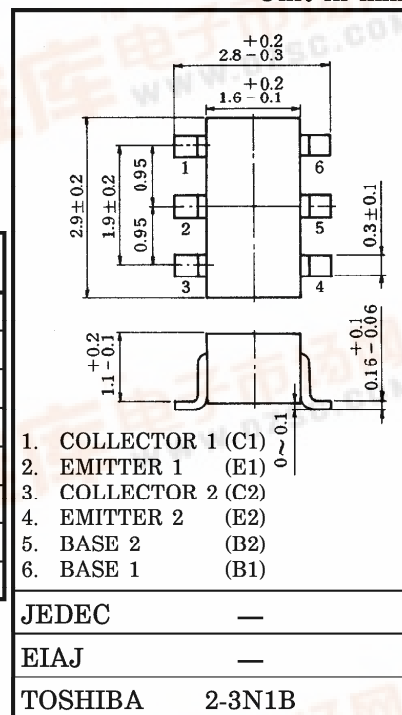 +0.2
2.8 - 0.3
+0.2
1.6 - 0.1
2.9 ± 0.2
1.9 ± 0.2
0.95
0.95
1
2
3
6
5
4
0.3 ± 0.1
+0.2
1.1 - 0.1
+0.1
0.16 - 0.06
0 ~ 0.1
1. COLLECTOR 1 (C1)
2. EMITTER 1 (E1)
3. COLLECTOR 2 (C2)
4. EMITTER 2 (E2)
5. BASE 2 (B2)
6. BASE 1 (B1)
JEDEC —
EIAJ —
TOSHIBA 2-3N1B